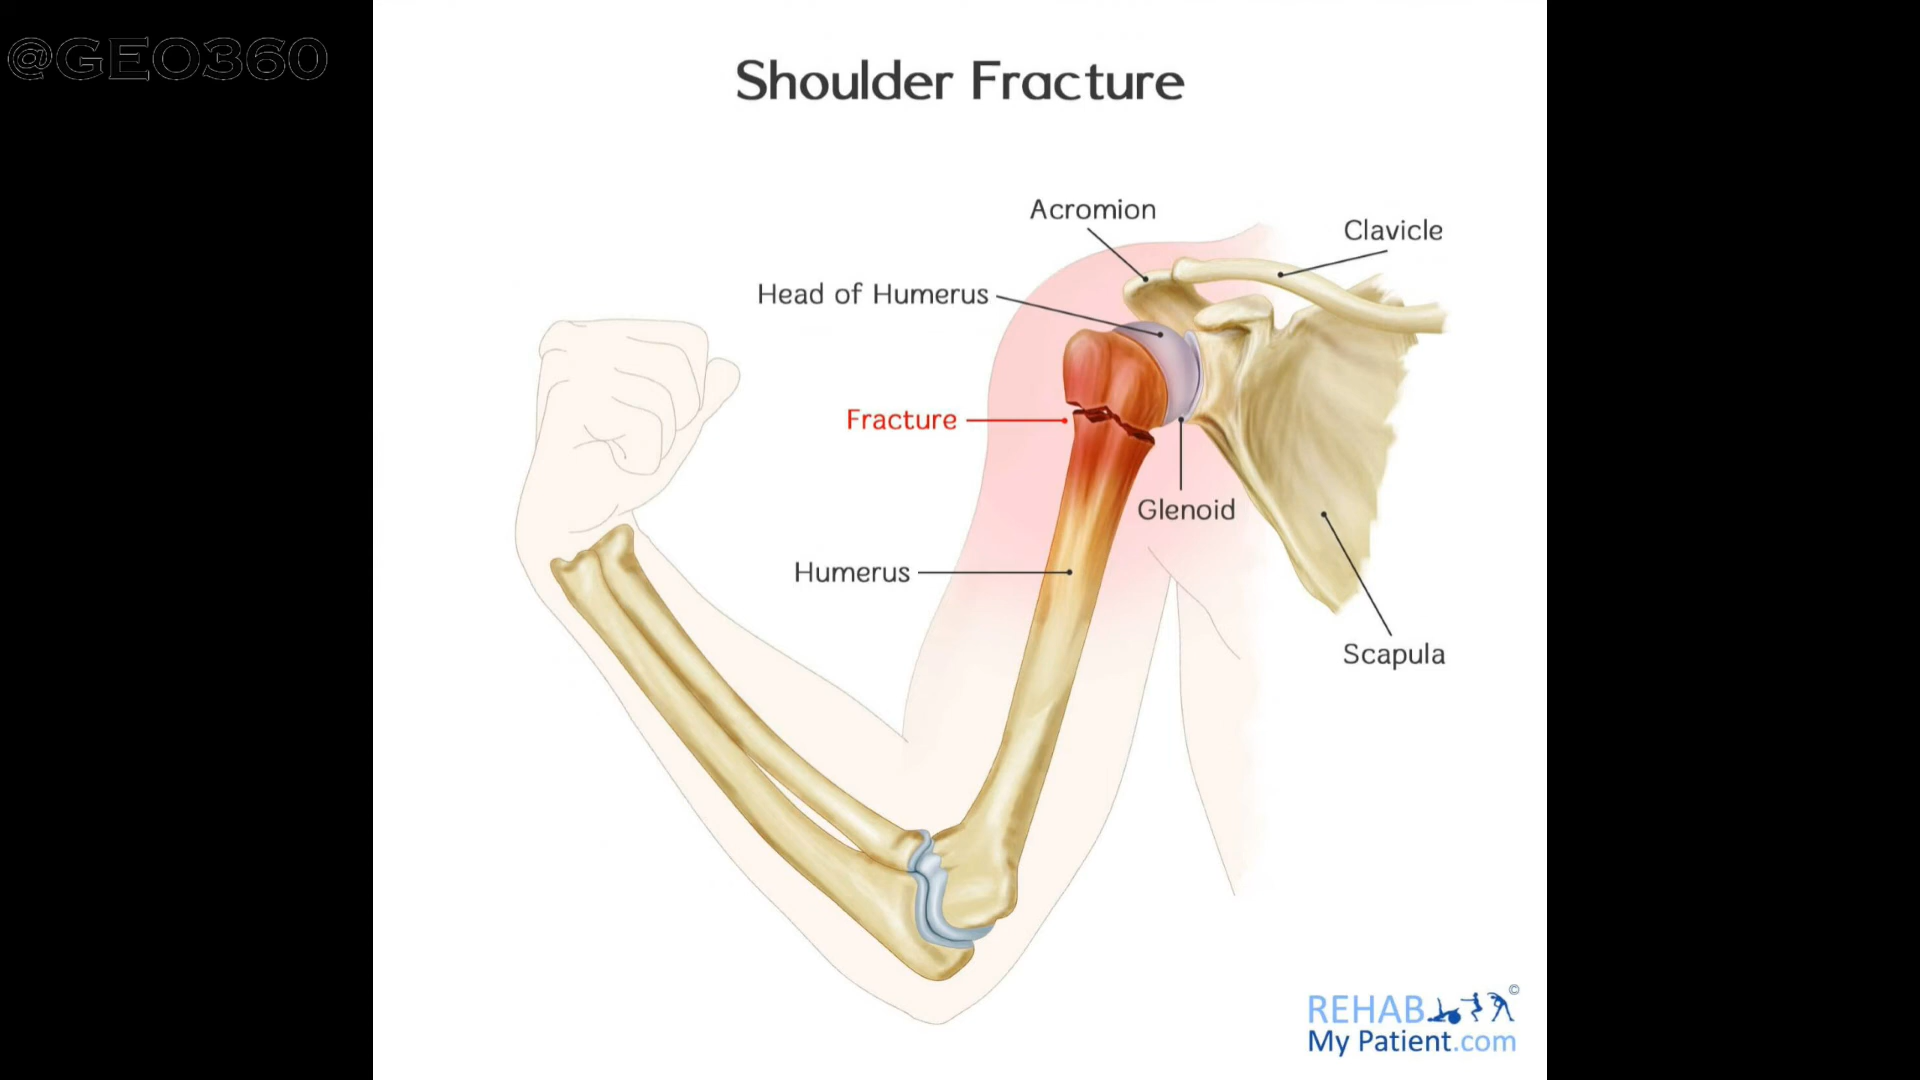 @GEO360
Shoulder Fracture
Acromion
Clavicle
Head of Humerus
Fracture
Glenoid
Humerus
Scapula
REHAB ©
My Patient.com